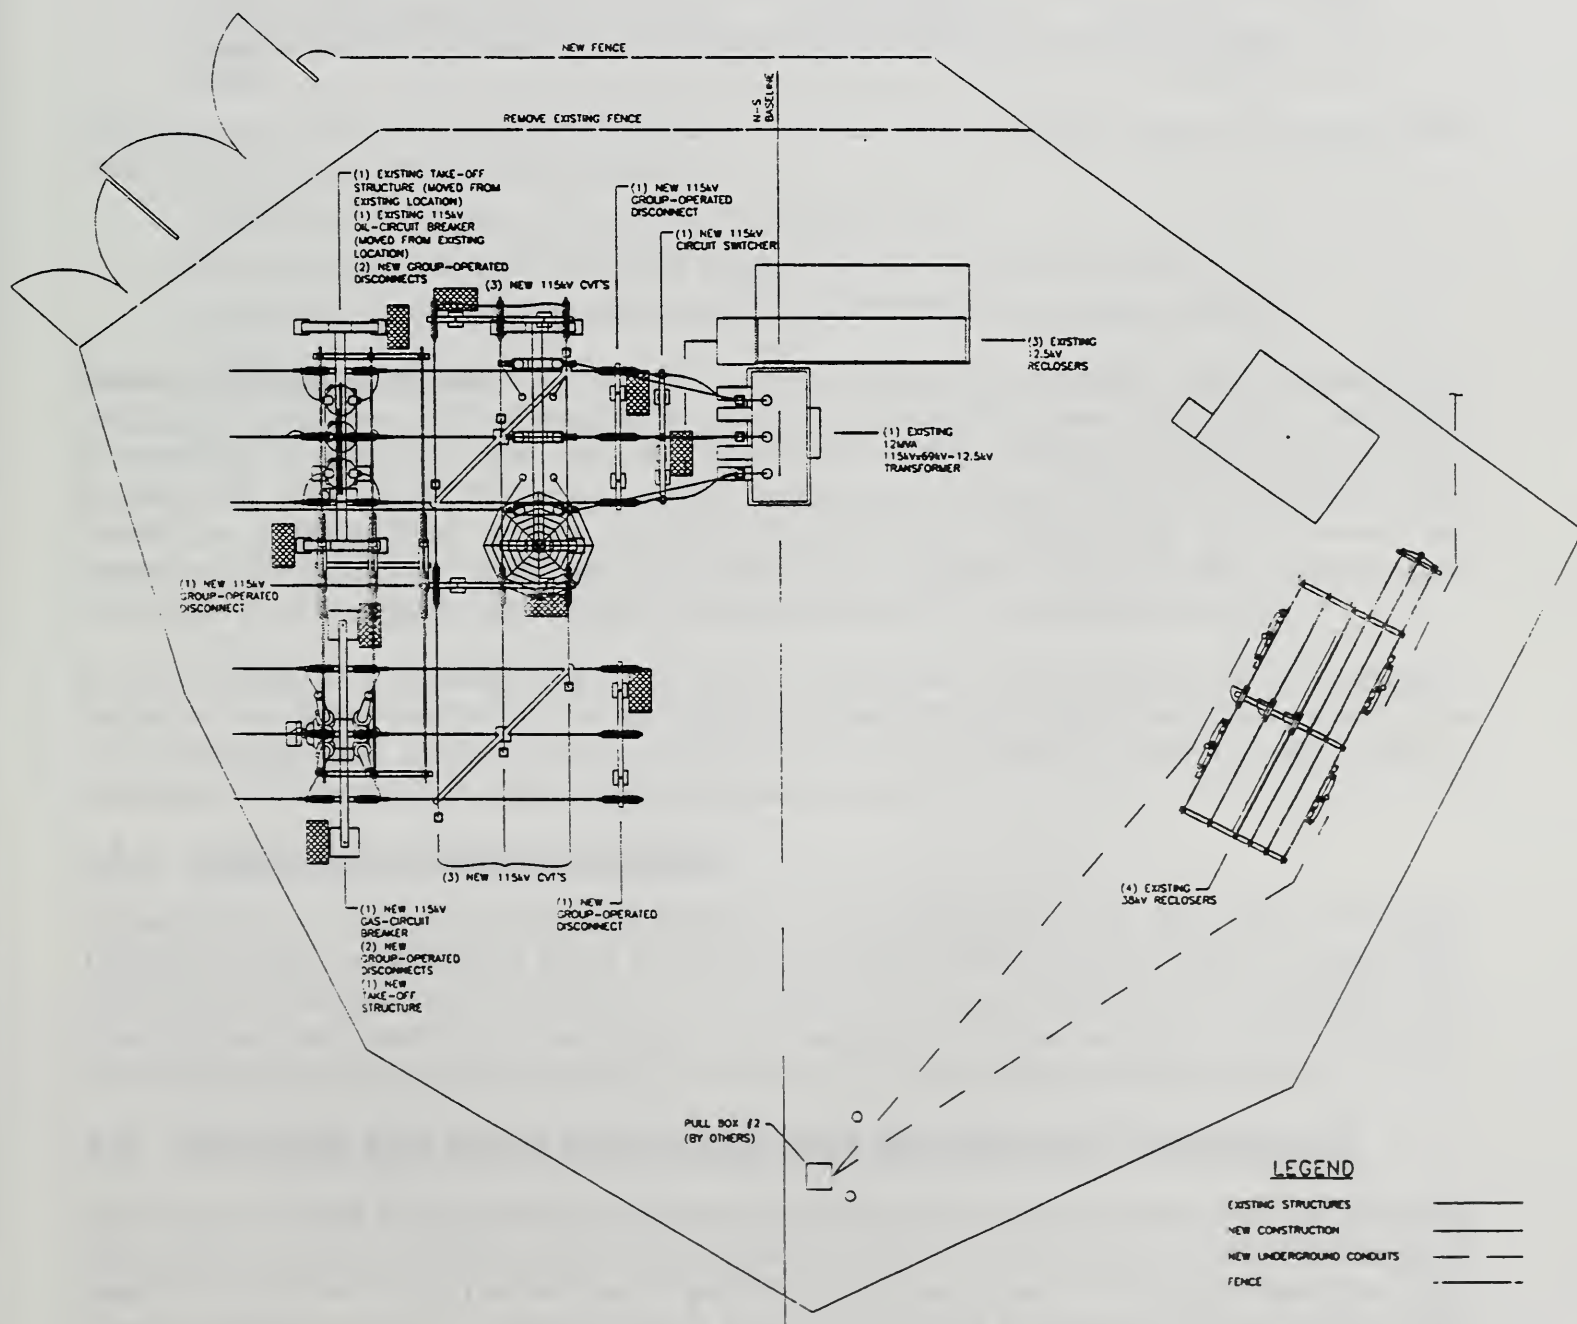 NEW FENCE
N-S
BASELINE
REMOVE EXISTING FENCE
(1) EXISTING TAKE-OFF
STRUCTURE (MOVED FROM
EXISTING LOCATION)
(1) EXISTING 115kV
OIL-CIRCUIT BREAKER
(MOVED FROM EXISTING
LOCATION)
(2) NEW GROUP-OPERATED
DISCONNECTS
(1) NEW 115kV
GROUP-OPERATED
DISCONNECT
(1) NEW 115kV
CIRCUIT SWITCHER
(3) NEW 115kV CVT'S
(3) EXISTING
12.5kV
RECLOSERS
(1) EXISTING
12MVA
115kVx69kV-12.5kV
TRANSFORMER
(1) NEW 115kV
GROUP-OPERATED
DISCONNECT
(3) NEW 115kV CVT'S
(1) NEW 115kV
GAS-CIRCUIT
BREAKER
(2) NEW
GROUP-OPERATED
DISCONNECTS
(1) NEW
TAKE-OFF
STRUCTURE
(1) NEW
GROUP-OPERATED
DISCONNECT
(4) EXISTING
38kV RECLOSERS
PULL BOX #2
(BY OTHERS)
LEGEND
EXISTING STRUCTURES
NEW CONSTRUCTION
NEW UNDERGROUND CONDUITS
FENCE